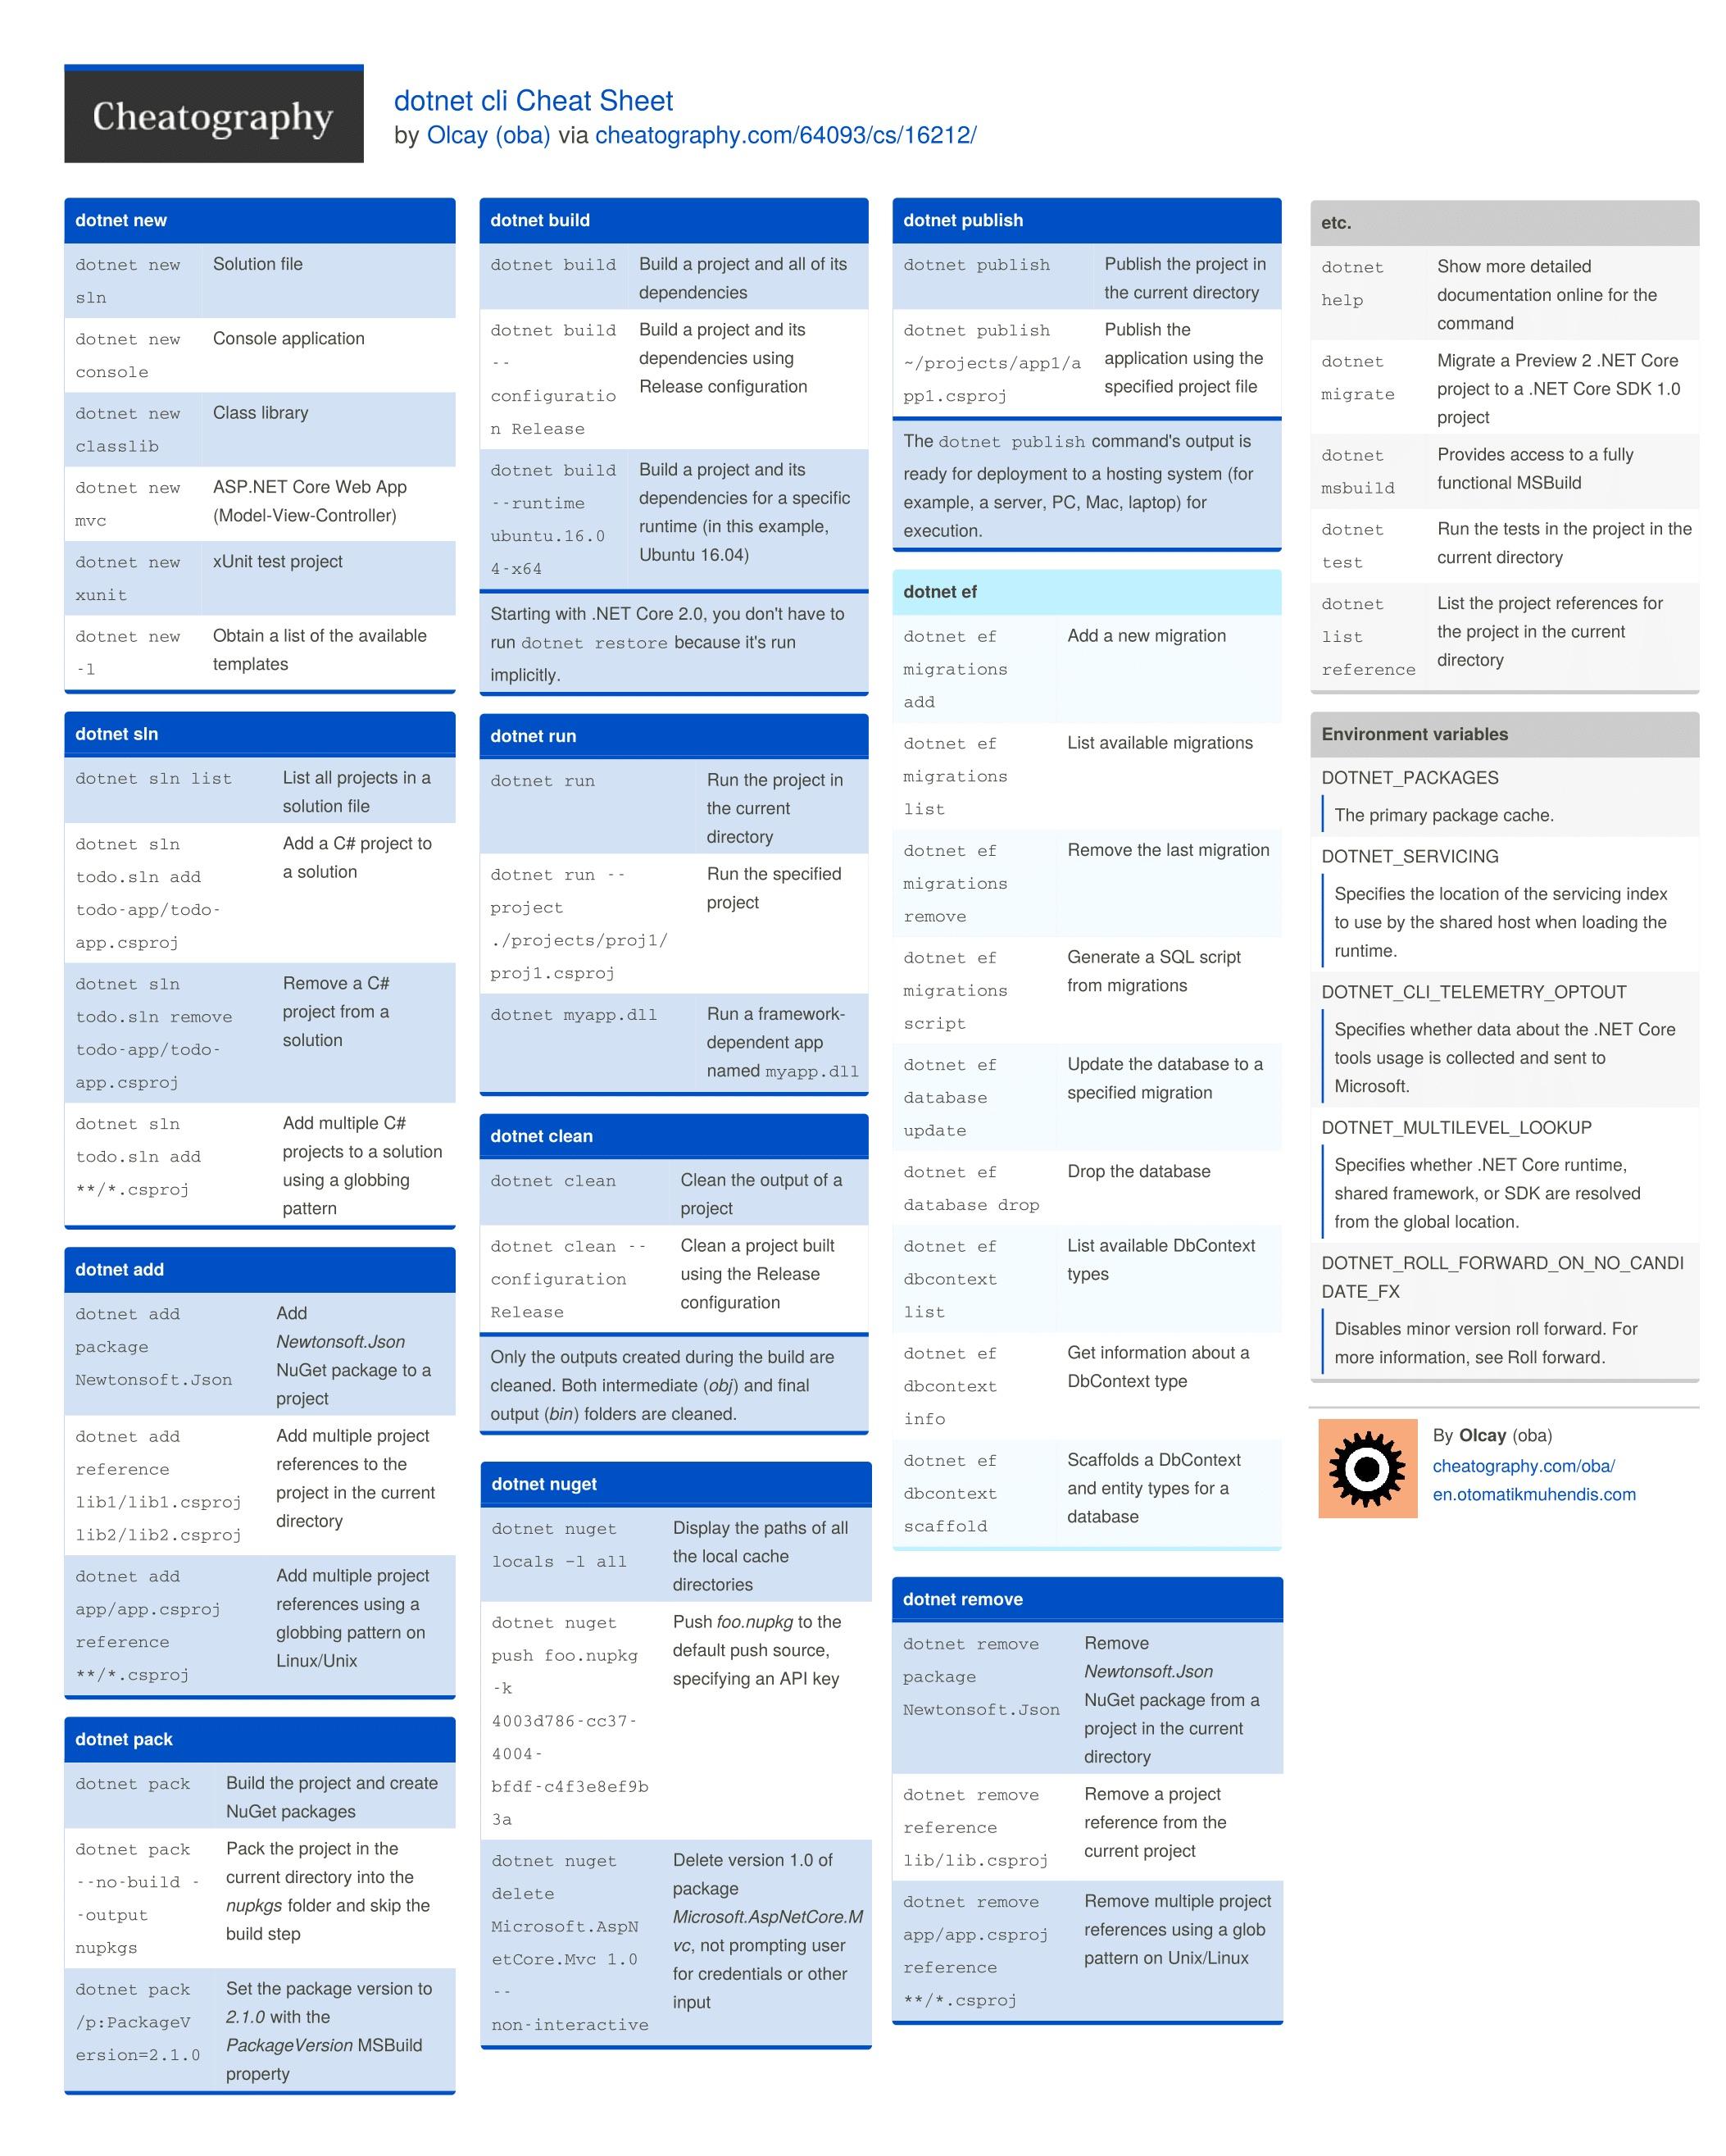 Cheatography
dotnet cli Cheat Sheet
by Olcay (oba) via cheatography.com/64093/cs/16212/
dotnet new
dotnet new
sln
Solution file
dotnet new
console
Console application
dotnet new
classlib
Class library
dotnet new
mvc
ASP.NET Core Web App
(Model-View-Controller)
dotnet new
xunit
xUnit test project
dotnet new
-l
Obtain a list of the available
templates
dotnet sln
dotnet sln list
List all projects in a
solution file
dotnet sln
todo.sln add
todo-app/todo-
app.csproj
Add a C# project to
a solution
dotnet sln
todo.sln remove
todo-app/todo-
app.csproj
Remove a C#
project from a
solution
dotnet sln
todo.sln add
**/*.csproj
Add multiple C#
projects to a solution
using a globbing
pattern
dotnet add
dotnet add
package
Newtonsoft.Json
Add
Newtonsoft.Json
NuGet package to a
project
dotnet add
reference
lib1/lib1.csproj
lib2/lib2.csproj
Add multiple project
references to the
project in the current
directory
dotnet add
app/app.csproj
reference
**/*.csproj
Add multiple project
references using a
globbing pattern on
Linux/Unix
dotnet pack
dotnet pack
Build the project and create
NuGet packages
dotnet pack
--no-build -
-output
nupkgs
Pack the project in the
current directory into the
nupkgs folder and skip the
build step
dotnet pack
/p:PackageV
ersion=2.1.0
Set the package version to
2.1.0 with the
PackageVersion MSBuild
property
dotnet build
dotnet build
Build a project and all of its
dependencies
dotnet build
--
configuratio
n Release
Build a project and its
dependencies using
Release configuration
dotnet build
--runtime
ubuntu.16.0
4-x64
Build a project and its
dependencies for a specific
runtime (in this example,
Ubuntu 16.04)
Starting with .NET Core 2.0, you don't have to
run dotnet restore because it's run
implicitly.
dotnet run
dotnet run
Run the project in
the current
directory
dotnet run --
project
./projects/proj1/
proj1.csproj
Run the specified
project
dotnet myapp.dll
Run a framework-
dependent app
named myapp.dll
dotnet clean
dotnet clean
Clean the output of a
project
dotnet clean --
configuration
Release
Clean a project built
using the Release
configuration
Only the outputs created during the build are
cleaned. Both intermediate (obj) and final
output (bin) folders are cleaned.
dotnet nuget
dotnet nuget
locals –l all
Display the paths of all
the local cache
directories
dotnet nuget
push foo.nupkg
-k
4003d786-cc37-
4004-
bfdf-c4f3e8ef9b
3a
Push foo.nupkg to the
default push source,
specifying an API key
dotnet nuget
delete
Microsoft.AspN
etCore.Mvc 1.0
--
non-interactive
Delete version 1.0 of
package
Microsoft.AspNetCore.M
vc, not prompting user
for credentials or other
input
dotnet publish
dotnet publish
Publish the project in
the current directory
dotnet publish
~/projects/app1/a
pp1.csproj
Publish the
application using the
specified project file
The dotnet publish command's output is
ready for deployment to a hosting system (for
example, a server, PC, Mac, laptop) for
execution.
dotnet ef
dotnet ef
migrations
add
Add a new migration
dotnet ef
migrations
list
List available migrations
dotnet ef
migrations
remove
Remove the last migration
dotnet ef
migrations
script
Generate a SQL script
from migrations
dotnet ef
database
update
Update the database to a
specified migration
dotnet ef
database drop
Drop the database
dotnet ef
dbcontext
list
List available DbContext
types
dotnet ef
dbcontext
info
Get information about a
DbContext type
dotnet ef
dbcontext
scaffold
Scaffolds a DbContext
and entity types for a
database
dotnet remove
dotnet remove
package
Newtonsoft.Json
Remove
Newtonsoft.Json
NuGet package from a
project in the current
directory
dotnet remove
reference
lib/lib.csproj
Remove a project
reference from the
current project
dotnet remove
app/app.csproj
reference
**/*.csproj
Remove multiple project
references using a glob
pattern on Unix/Linux
etc.
dotnet
help
Show more detailed
documentation online for the
command
dotnet
migrate
Migrate a Preview 2 .NET Core
project to a .NET Core SDK 1.0
project
dotnet
msbuild
Provides access to a fully
functional MSBuild
dotnet
test
Run the tests in the project in the
current directory
dotnet
list
reference
List the project references for
the project in the current
directory
Environment variables
DOTNET_PACKAGES
The primary package cache.
DOTNET_SERVICING
Specifies the location of the servicing index
to use by the shared host when loading the
runtime.
DOTNET_CLI_TELEMETRY_OPTOUT
Specifies whether data about the .NET Core
tools usage is collected and sent to
Microsoft.
DOTNET_MULTILEVEL_LOOKUP
Specifies whether .NET Core runtime,
shared framework, or SDK are resolved
from the global location.
DOTNET_ROLL_FORWARD_ON_NO_CANDI
DATE_FX
Disables minor version roll forward. For
more information, see Roll forward.
By Olcay (oba)
cheatography.com/oba/
en.otomatikmuhendis.com